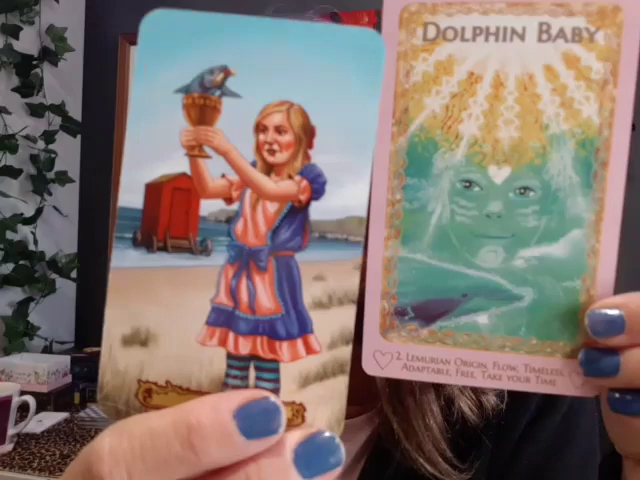 DOLPHIN BABY
2. LEMURIAN ORIGIN, FLOW, TIMELESS,
ADAPTABLE, FREE. TAKE YOUR TIME